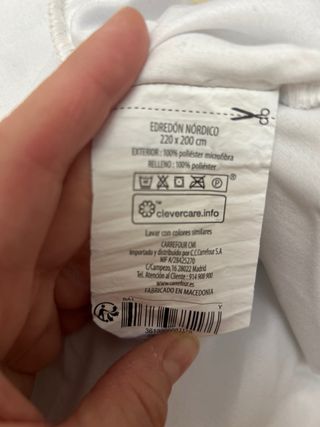 EDREDÓN NÓRDICO
220 x 200 cm
EXTERIOR : 100% poliéster microfibra
RELLENO : 100% poliéster
P ®
™ clevercare.info
Lavar con colores similares
CARREFOUR CMI
Importado y distribuido por C.C.Carrefour S.A
NIF A/28425270
C/Campezo,16 28022 Madrid
Tel. Atención al Cliente : 914 908 900
www.carrefour.es
FABRICADO EN MACEDONIA
Y